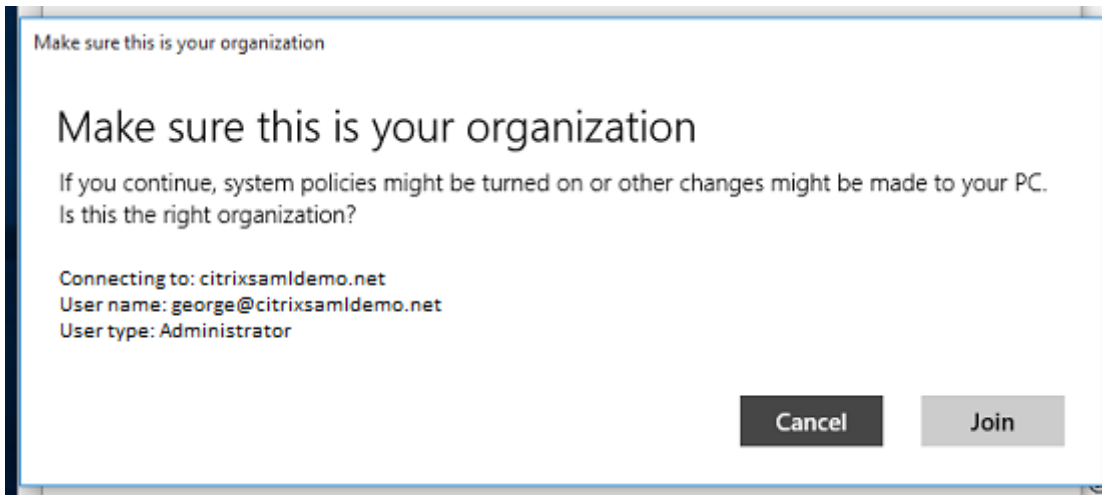 Make sure this is your organization
Make sure this is your organization
If you continue, system policies might be turned on or other changes might be made to your PC.
Is this the right organization?
Connecting to: citrixsamldemo.net
User name: george@citrixsamldemo.net
User type: Administrator
Cancel
Join